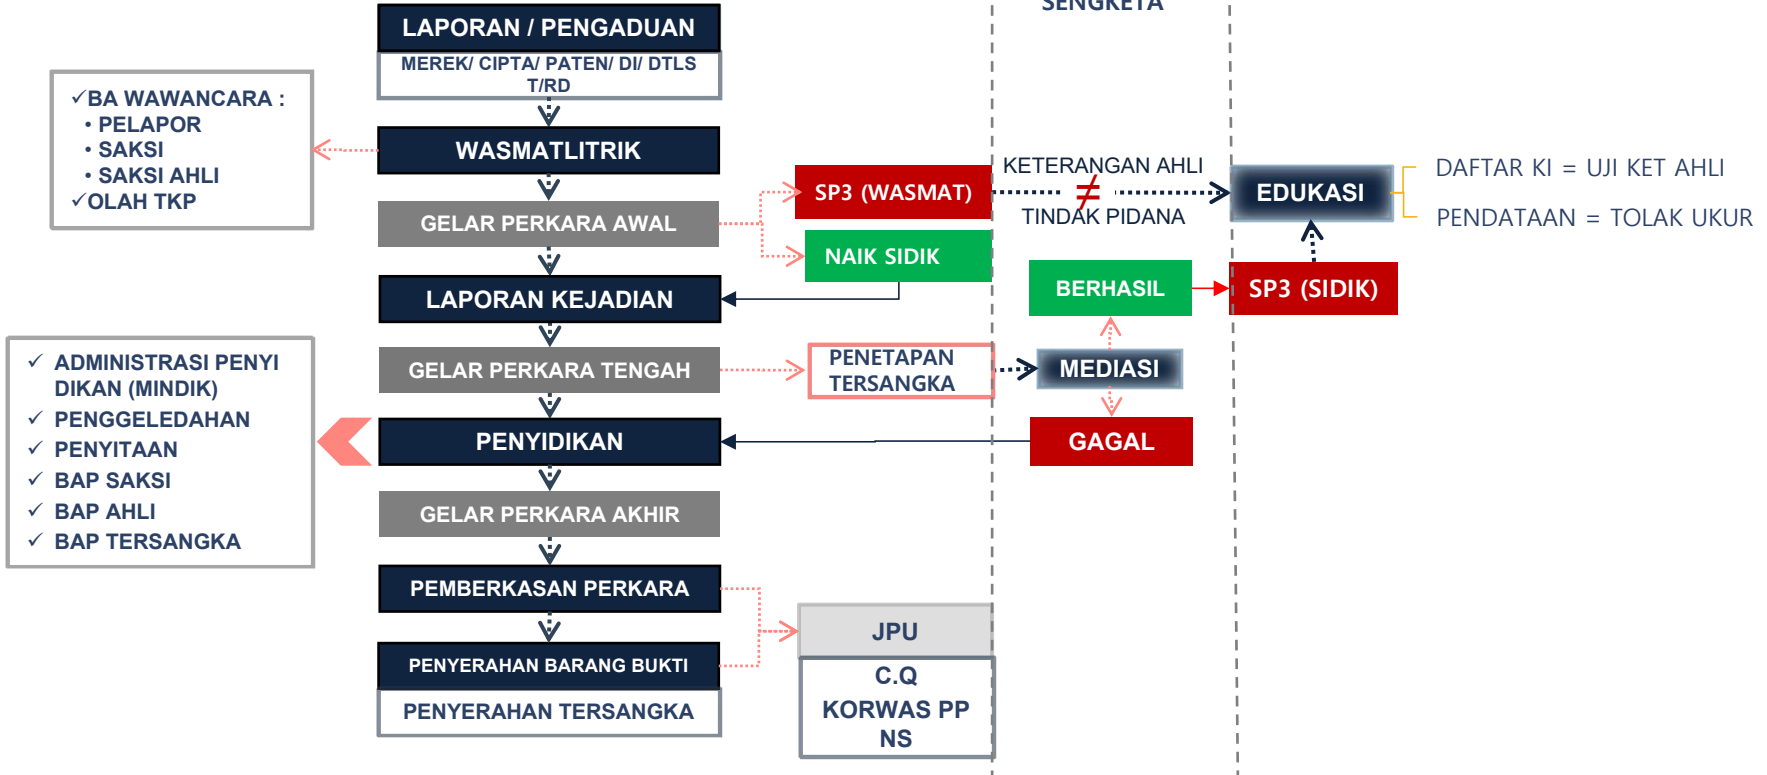 SENGKETA
LAPORAN / PENGADUAN
MEREK/ CIPTA/ PATEN/ DI/ DTLS
T/RD
✓BA WAWANCARA :
• PELAPOR
• SAKSI
• SAKSI AHLI
✓OLAH TKP
WASMATLITRIK
GELAR PERKARA AWAL
SP3 (WASMAT)
NAIK SIDIK
KETERANGAN AHLI
≠
TINDAK PIDANA
EDUKASI
DAFTAR KI = UJI KET AHLI
PENDATAAN = TOLAK UKUR
LAPORAN KEJADIAN
BERHASIL
SP3 (SIDIK)
GELAR PERKARA TENGAH
PENETAPAN
TERSANGKA
MEDIASI
GAGAL
✓ ADMINISTRASI PENYI
DIKAN (MINDIK)
✓ PENGGELEDAHAN
✓ PENYITAAN
✓ BAP SAKSI
✓ BAP AHLI
✓ BAP TERSANGKA
PENYIDIKAN
GELAR PERKARA AKHIR
PEMBERKASAN PERKARA
PENYERAHAN BARANG BUKTI
PENYERAHAN TERSANGKA
JPU
C.Q
KORWAS PP
NS